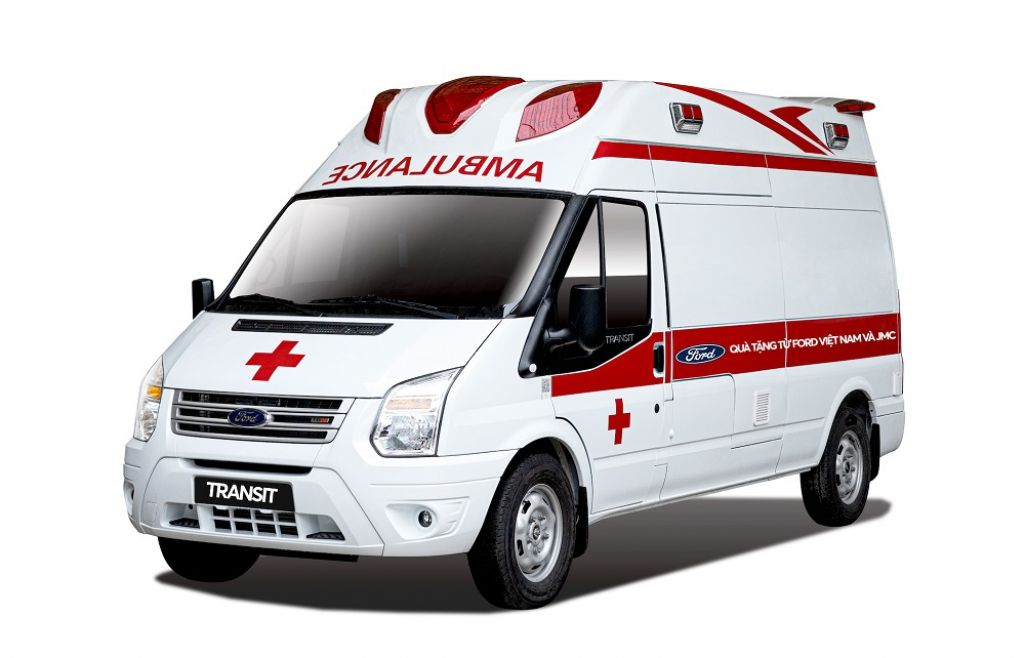 AMBULANCE
TRANSIT
Ford
QUÀ TẶNG TỪ FORD VIỆT NAM VÀ JMC
Ford
TRANSIT